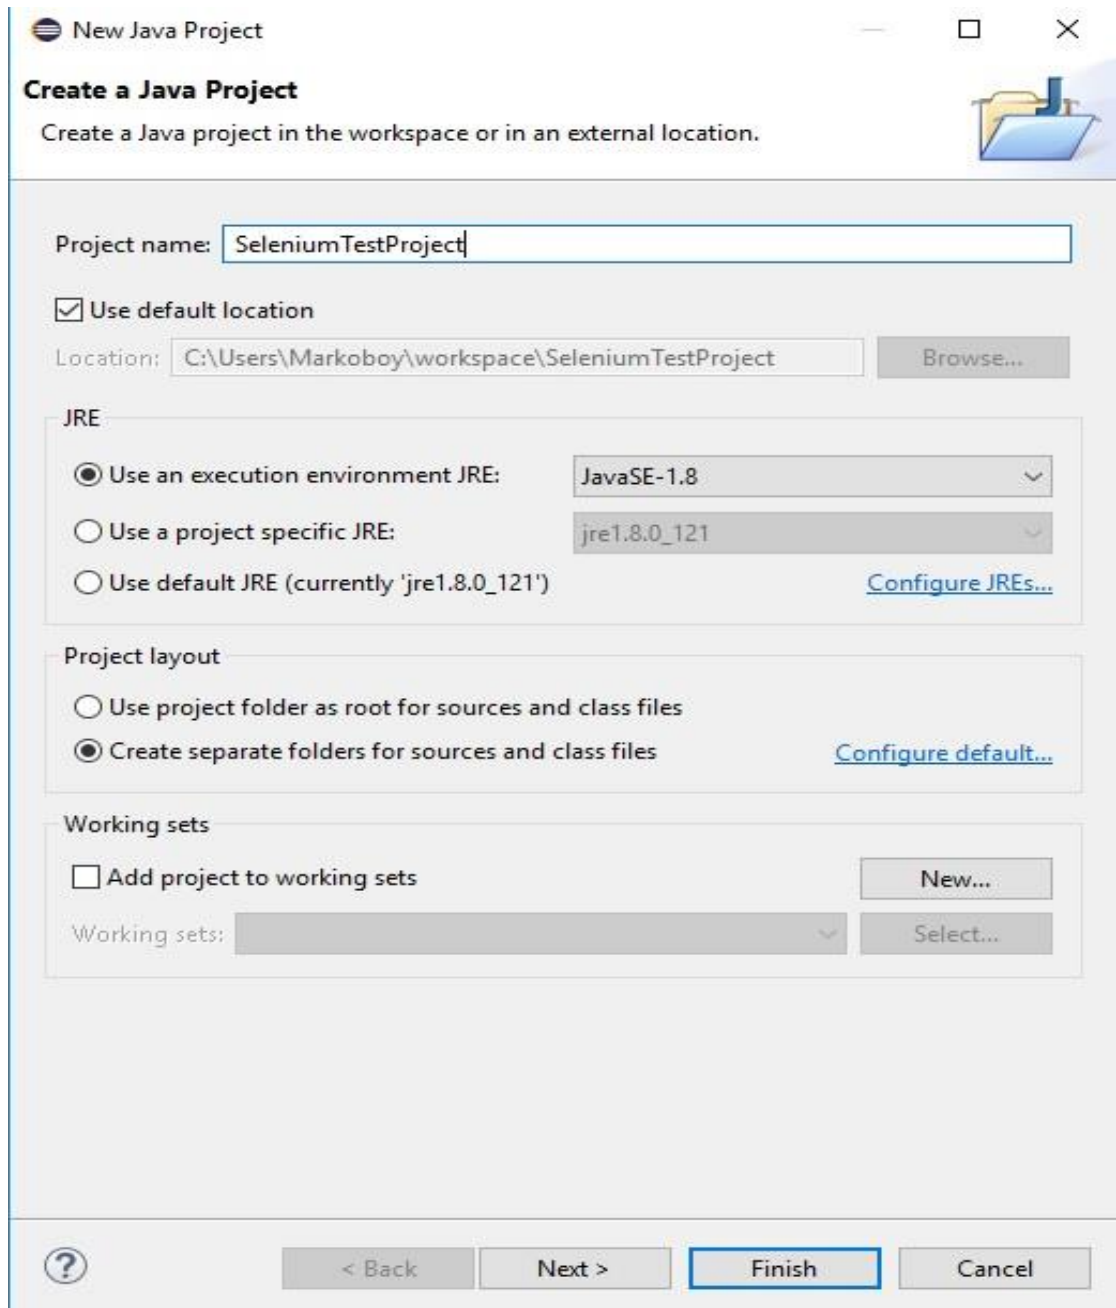 New Java Project
Create a Java Project
Create a Java project in the workspace or in an external location.
Project name: SeleniumTestProject
Use default location
Location: C:\Users\Markoboy\workspace\SeleniumTestProject Browse...
JRE
Use an execution environment JRE: JavaSE-1.8
Use a project specific JRE: jre1.8.0_121
Use default JRE (currently 'jre1.8.0_121') Configure JREs...
Project layout
Use project folder as root for sources and class files
Create separate folders for sources and class files Configure default...
Working sets
Add project to working sets New...
Working sets: Select...
? < Back Next > Finish Cancel